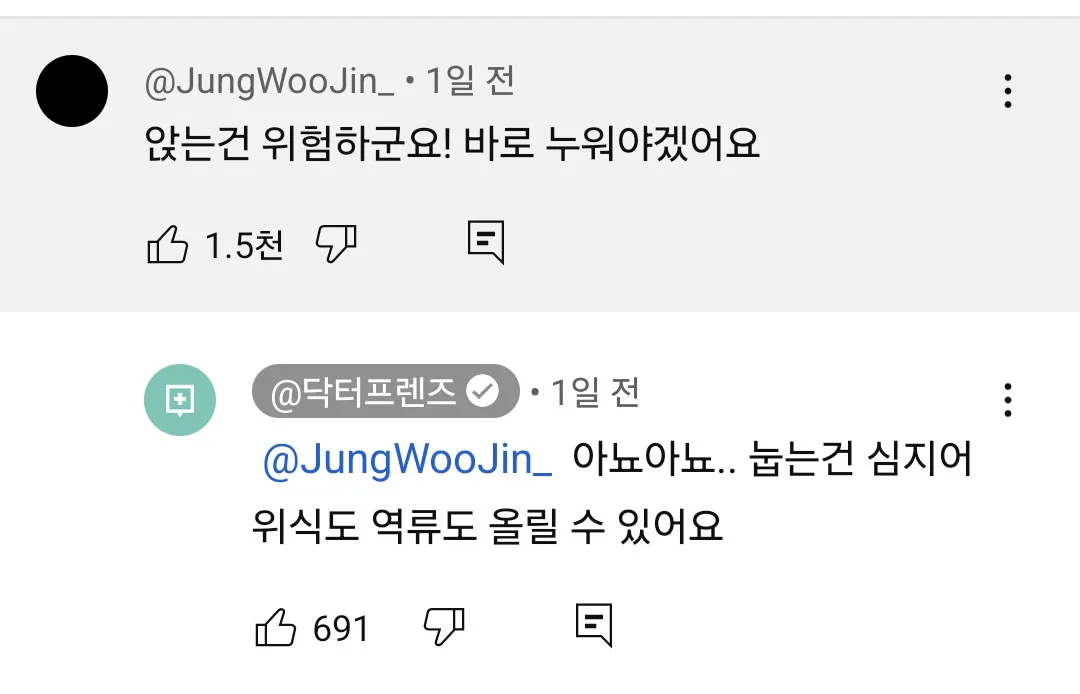 @JungWooJin_ • 1일 전
앉는건 위험하군요! 바로 누워야겠어요
1.5천
@닥터프렌즈 • 1일 전
@JungWooJin_ 아뇨아뇨.. 눕는건 심지어
위식도 역류도 올릴 수 있어요
691